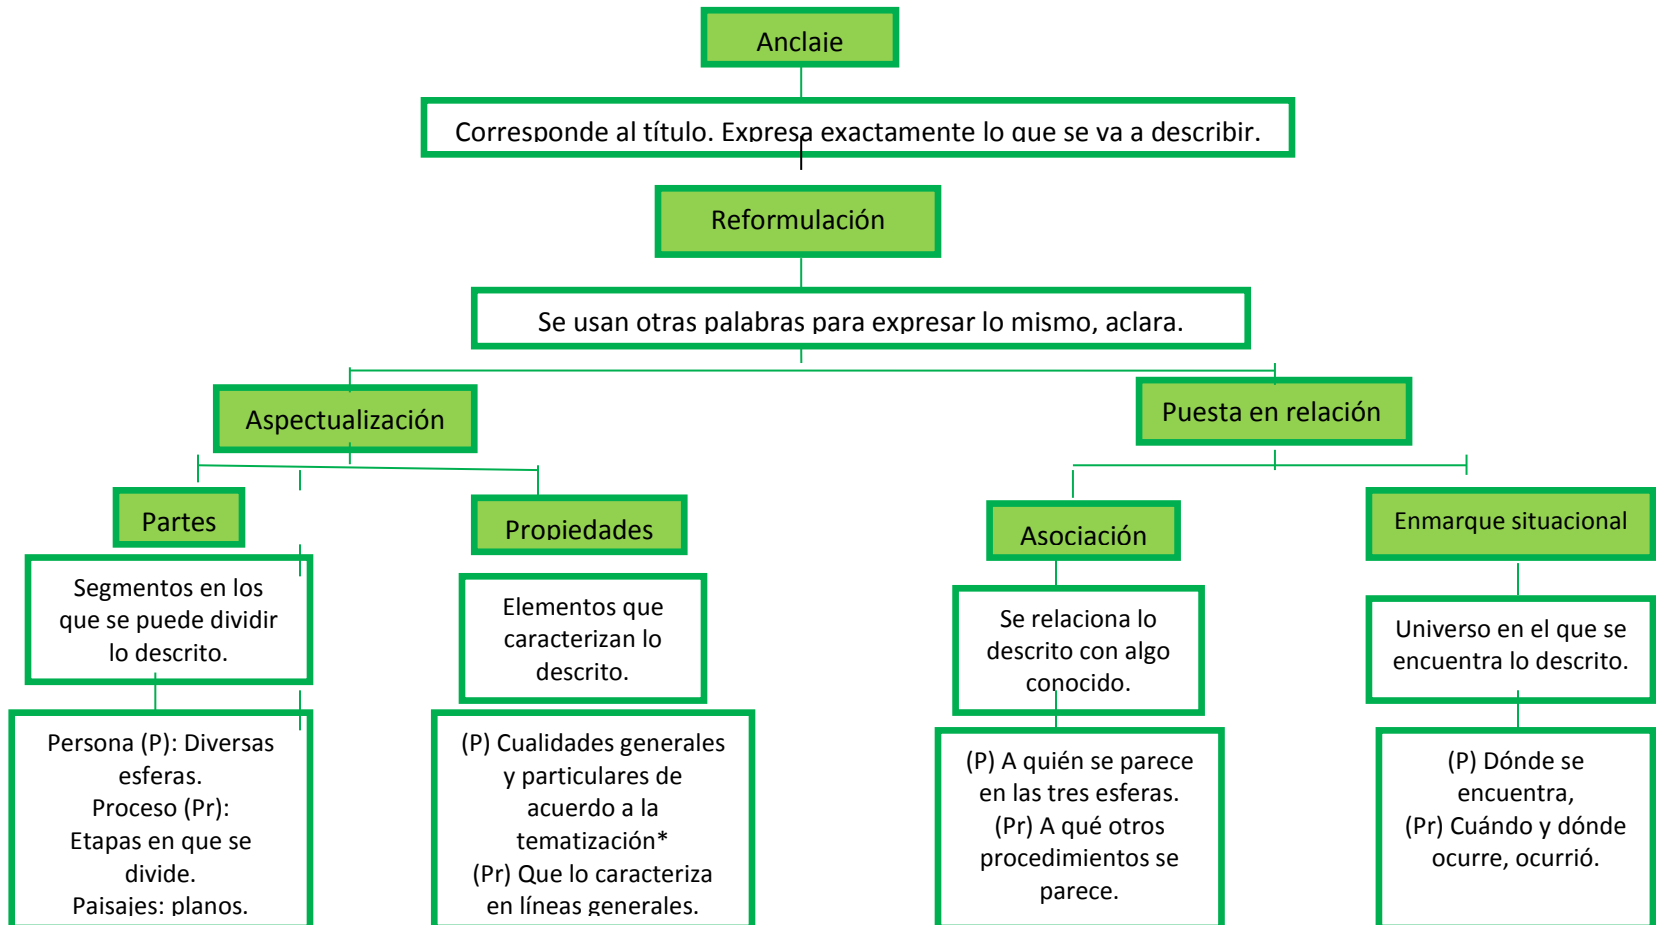 Anclaje
Corresponde al título. Expresa exactamente lo que se va a describir.
Reformulación
Se usan otras palabras para expresar lo mismo, aclara.
Aspectualización
Puesta en relación
Partes
Propiedades
Asociación
Enmarque situacional
Segmentos en los
que se puede dividir
lo descrito.
Elementos que
caracterizan lo
descrito.
Se relaciona lo
descrito con algo
conocido.
Universo en el que se
encuentra lo descrito.
Persona (P): Diversas
esferas.
Proceso (Pr):
Etapas en que se
divide.
Paisajes: planos.
(P) Cualidades generales
y particulares de
acuerdo a la
tematización*
(Pr) Que lo caracteriza
en líneas generales.
(P) A quién se parece
en las tres esferas.
(Pr) A qué otros
procedimientos se
parece.
(P) Dónde se
encuentra,
(Pr) Cuándo y dónde
ocurre, ocurrió.